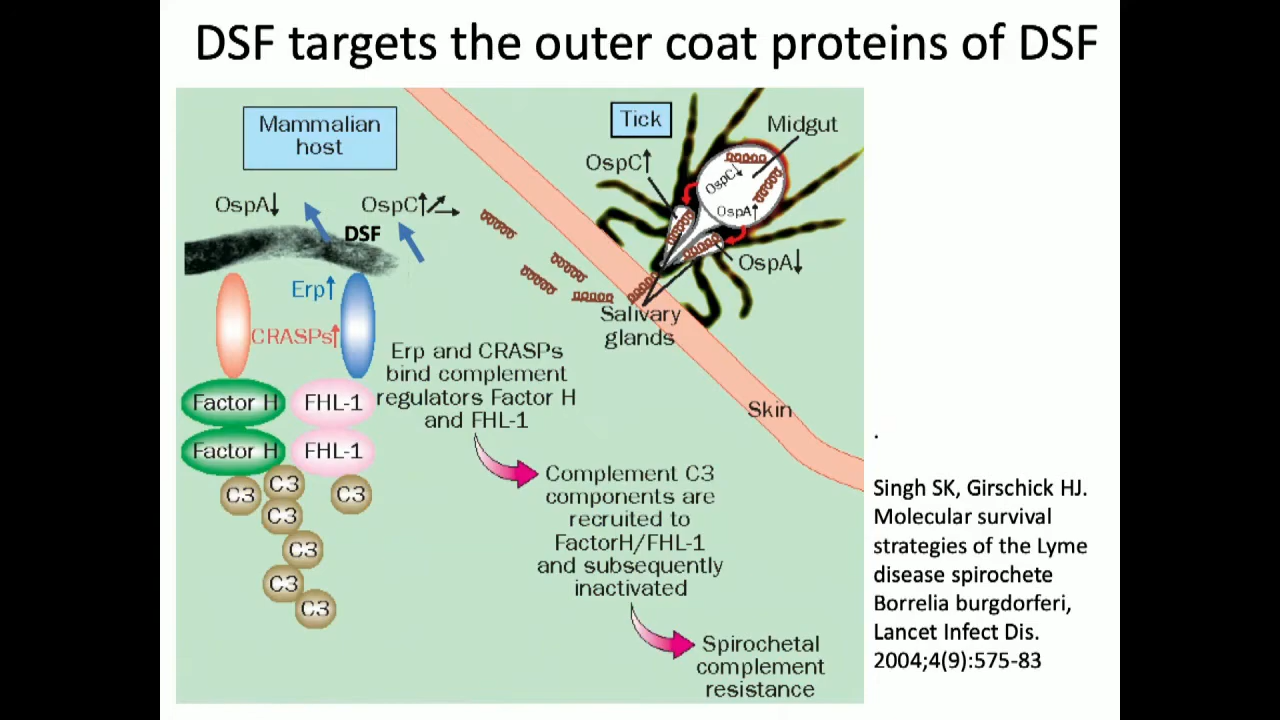 DSF targets the outer coat proteins of DSF
Mammalian
host
Tick
Midgut
OspC↑
OspC↓
OspA↑
OspA↓
OspA↓
OspC↑
DSF
Erp↑
CRASPs↑
Salivary
glands
Skin
Factor H
FHL-1
Factor H
FHL-1
C3
C3
C3
C3
C3
C3
C3
Erp and CRASPs
bind complement
regulators Factor H
and FHL-1
Complement C3
components are
recruited to
FactorH/FHL-1
and subsequently
inactivated
Spirochetal
complement
resistance
.
Singh SK, Girschick HJ.
Molecular survival
strategies of the Lyme
disease spirochete
Borrelia burgdorferi,
Lancet Infect Dis.
2004;4(9):575-83